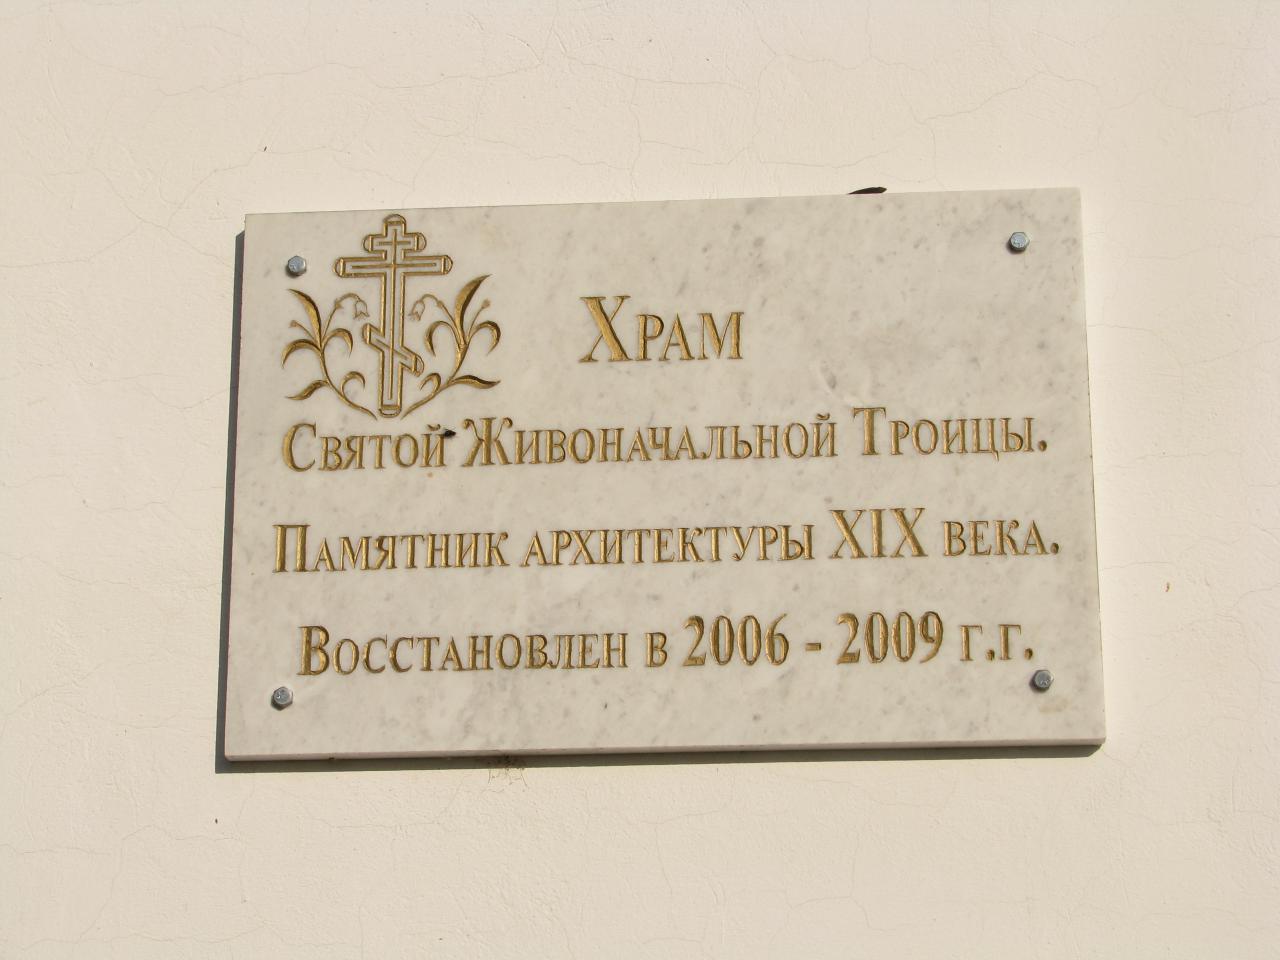 Храм
Святой Живоначальной Троицы.
Памятник архитектуры XIX века.
Восстановлен в 2006 - 2009 г.г.